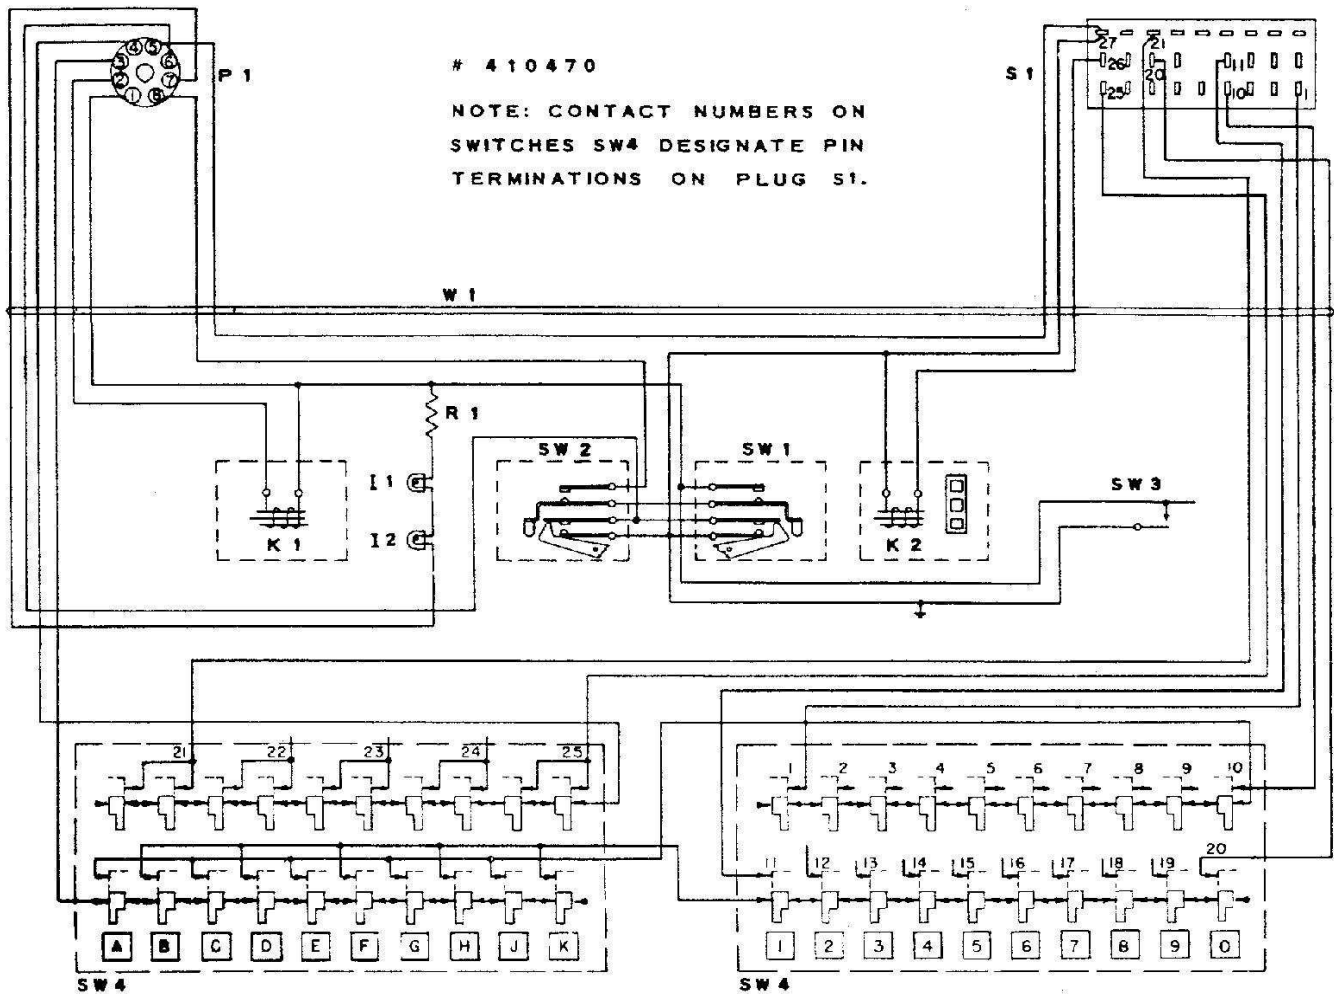 4 5
3 6
2 7
1 8
P 1
# 410470
NOTE: CONTACT NUMBERS ON
SWITCHES SW4 DESIGNATE PIN
TERMINATIONS ON PLUG S1.
S 1
27 21
26 20 11
25 10 1
W 1
R 1
I 1
I 2
K 1
SW 2
SW 1
K 2
SW 3
21 22 23 24 25
1 2 3 4 5 6 7 8 9 10
11 12 13 14 15 16 17 18 19 20
A B C D E F G H J K
1 2 3 4 5 6 7 8 9 0
SW 4
SW 4